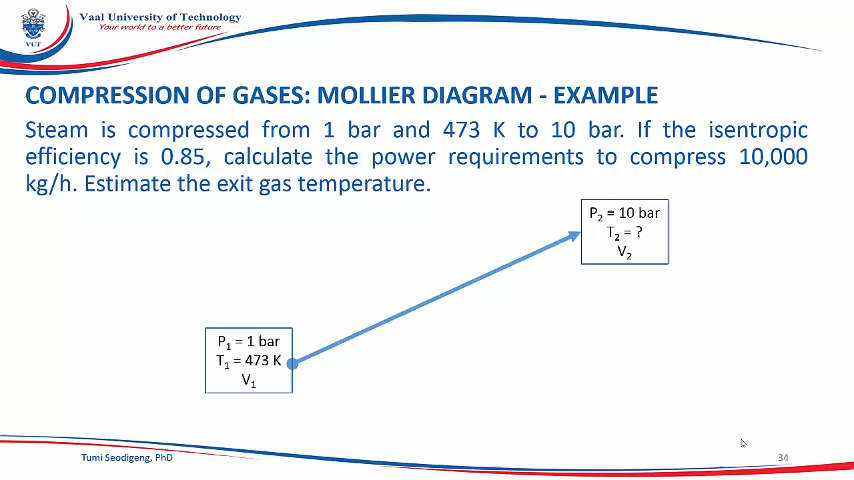 Vaal University of Technology
Your world to a better future
VUT
COMPRESSION OF GASES: MOLLIER DIAGRAM - EXAMPLE
Steam is compressed from 1 bar and 473 K to 10 bar. If the isentropic
efficiency is 0.85, calculate the power requirements to compress 10,000
kg/h. Estimate the exit gas temperature.
P₂ = 10 bar
T₂ = ?
V₂
P₁ = 1 bar
T₁ = 473 K
V₁
Tumi Seodigeng, PhD
34